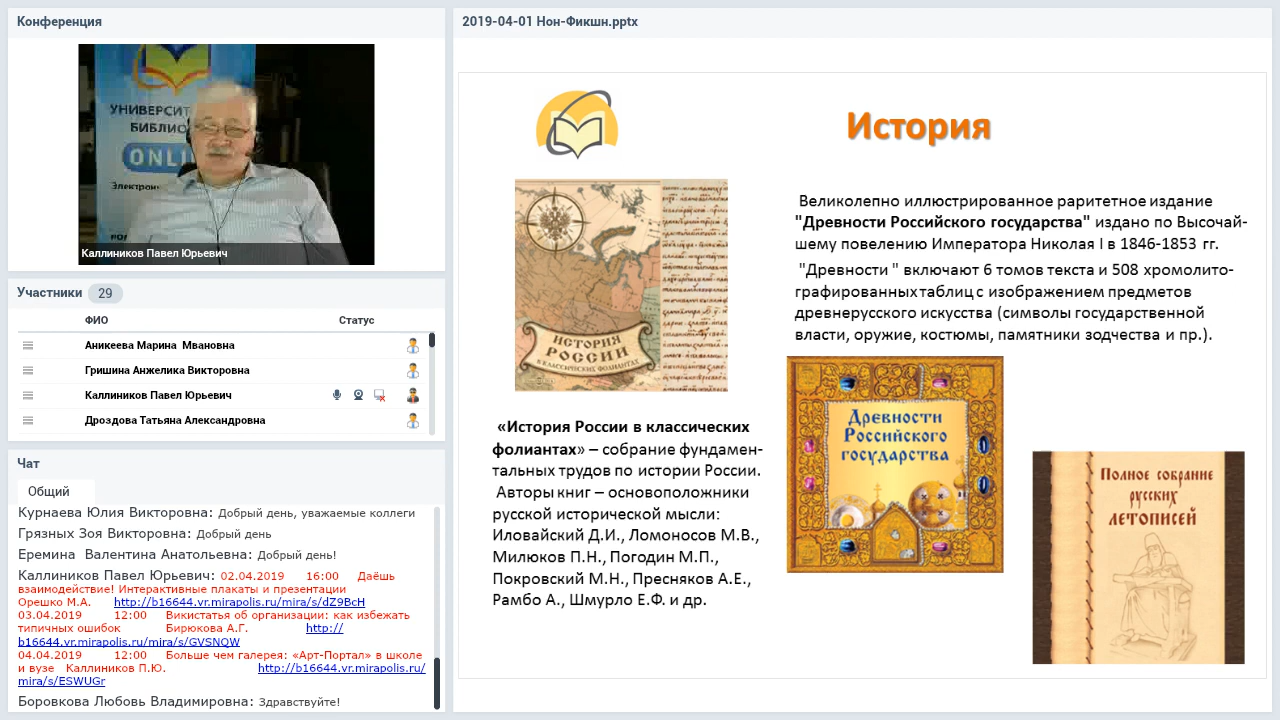 Конференция
УНИВЕРСИТ
БИБЛИО
ONLI
Электронн
Каллиников Павел Юрьевич
Участники 29
ФИО Статус
Аникеева Марина Мвановна
Гришина Анжелика Викторовна
Каллиников Павел Юрьевич
Дроздова Татьяна Александровна
Чат
Общий
Курнаева Юлия Викторовна: Добрый день, уважаемые коллеги
Грязных Зоя Викторовна: Добрый день
Еремина Валентина Анатольевна: Добрый день!
Каллиников Павел Юрьевич: 02.04.2019 16:00 Даёшь
взаимодействие! Интерактивные плакаты и презентации
Орешко М.А. http://b16644.vr.mirapolis.ru/mira/s/dZ9BcH
03.04.2019 12:00 Викистатья об организации: как избежать
типичных ошибок Бирюкова А.Г. http://
b16644.vr.mirapolis.ru/mira/s/GVSNQW
04.04.2019 12:00 Больше чем галерея: «Арт-Портал» в школе
и вузе Каллиников П.Ю. http://b16644.vr.mirapolis.ru/
mira/s/ESWUGr
Боровкова Любовь Владимировна: Здравствуйте!
2019-04-01 Нон-Фикшн.pptx
История
Великолепно иллюстрированное раритетное издание
"Древности Российского государства" издано по Высочай-
шему повелению Императора Николая I в 1846-1853 гг.
"Древности " включают 6 томов текста и 508 хромолито-
графированных таблиц с изображением предметов
древнерусского искусства (символы государственной
власти, оружие, костюмы, памятники зодчества и пр.).
ИСТОРИЯ
РОССИИ
В КЛАССИЧЕСКИХ ФОЛИАНТАХ
«История России в классических
фолиантах» – собрание фундамен-
тальных трудов по истории России.
Авторы книг – основоположники
русской исторической мысли:
Иловайский Д.И., Ломоносов М.В.,
Милюков П.Н., Погодин М.П.,
Покровский М.Н., Пресняков А.Е.,
Рамбо А., Шмурло Е.Ф. и др.
Древности
Российского
государства
Полное собрание
русских
летописей